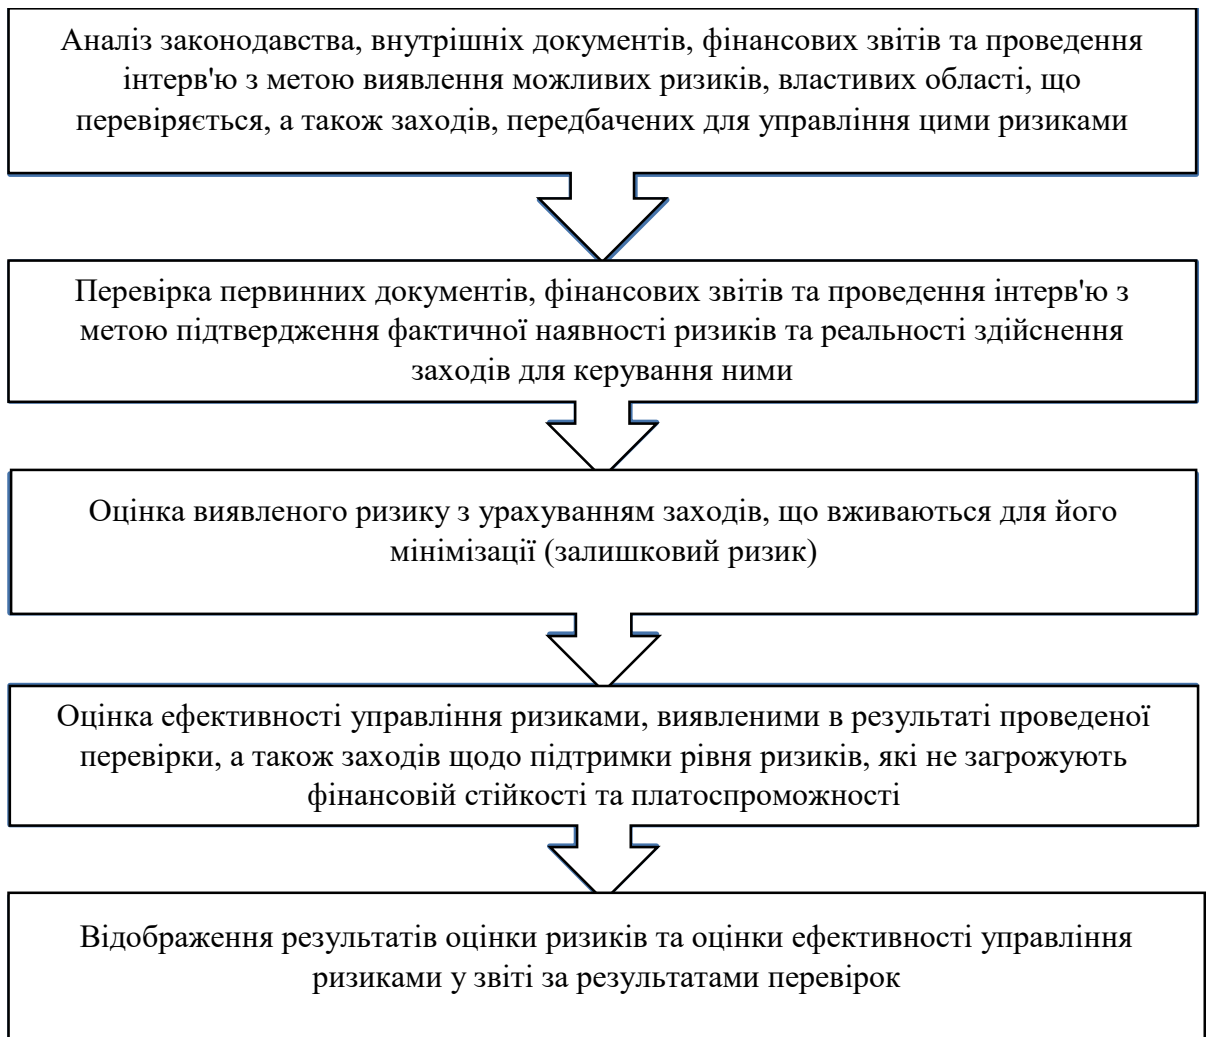 Аналіз законодавства, внутрішніх документів, фінансових звітів та проведення
інтерв'ю з метою виявлення можливих ризиків, властивих області, що
перевіряється, а також заходів, передбачених для управління цими ризиками
Перевірка первинних документів, фінансових звітів та проведення інтерв'ю з
метою підтвердження фактичної наявності ризиків та реальності здійснення
заходів для керування ними
Оцінка виявленого ризику з урахуванням заходів, що вживаються для його
мінімізації (залишковий ризик)
Оцінка ефективності управління ризиками, виявленими в результаті проведеної
перевірки, а також заходів щодо підтримки рівня ризиків, які не загрожують
фінансовій стійкості та платоспроможності
Відображення результатів оцінки ризиків та оцінки ефективності управління
ризиками у звіті за результатами перевірок